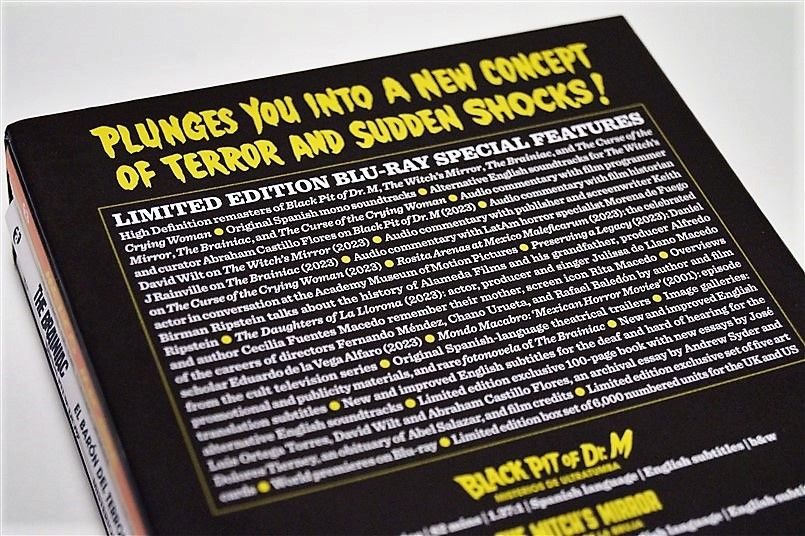 PLUNGES YOU INTO A NEW CONCEPT
OF TERROR AND SUDDEN SHOCKS!
LIMITED EDITION BLU-RAY SPECIAL FEATURES
High Definition remasters of Black Pit of Dr. M, The Witch's Mirror, The Brainiac, and The Curse of the
Crying Woman ● Original Spanish mono soundtracks ● Alternative English soundtracks for The Witch's
Mirror, The Brainiac, and The Curse of the Crying Woman ● Audio commentary with film programmer
and curator Abraham Castillo Flores on Black Pit of Dr. M (2023) ● Audio commentary with film historian
David Wilt on The Witch's Mirror (2023) ● Audio commentary with publisher and screenwriter Keith
J Rainville on The Brainiac (2023) ● Audio commentary with LatAm horror specialist Morena de Fuego
on The Curse of the Crying Woman (2023) ● Rosita Arenas at Mexico Maleficarum (2023): the celebrated
actor in conversation at the Academy Museum of Motion Pictures ● Preserving a Legacy (2023): David
Birman Ripstein talks about the history of Alameda Films and his grandfather, producer Alfredo
Ripstein ● The Daughters of La Llorona (2023): actor, producer and singer Julissa de Llano Macedo
and author Cecilia Fuentes Macedo remember their mother, screen icon Rita Macedo ● Overviews
of the careers of directors Fernando Méndez, Chano Urueta, and Rafael Baledón by author and film
scholar Eduardo de la Vega Alfaro (2023) ● Mondo Macabro: 'Mexican Horror Movies' (2001): episode
from the cult television series ● Original Spanish-language theatrical trailers ● Image galleries:
promotional and publicity materials, and rare fotonovela of The Brainiac ● New and improved English
translation subtitles ● New and improved English subtitles for the deaf and hard of hearing for the
alternative English soundtracks ● Limited edition exclusive 100-page book with new essays by José
Luis Ortega Torres, David Wilt and Abraham Castillo Flores, an archival essay by Andrew Syder and
Dolores Tierney, an obituary of Abel Salazar, and film credits ● Limited edition exclusive set of five art
cards ● World premieres on Blu-ray ● Limited edition box set of 6,000 numbered units for the UK and US
BLACK PIT OF Dr. M
MISTERIOS DE ULTRATUMBA
mins | 1.37:1 | Spanish language | English subtitles | b&w
THE WITCH'S MIRROR
language | English subtitles
THE BRAINIAC
EL BARÓN DEL TERROR